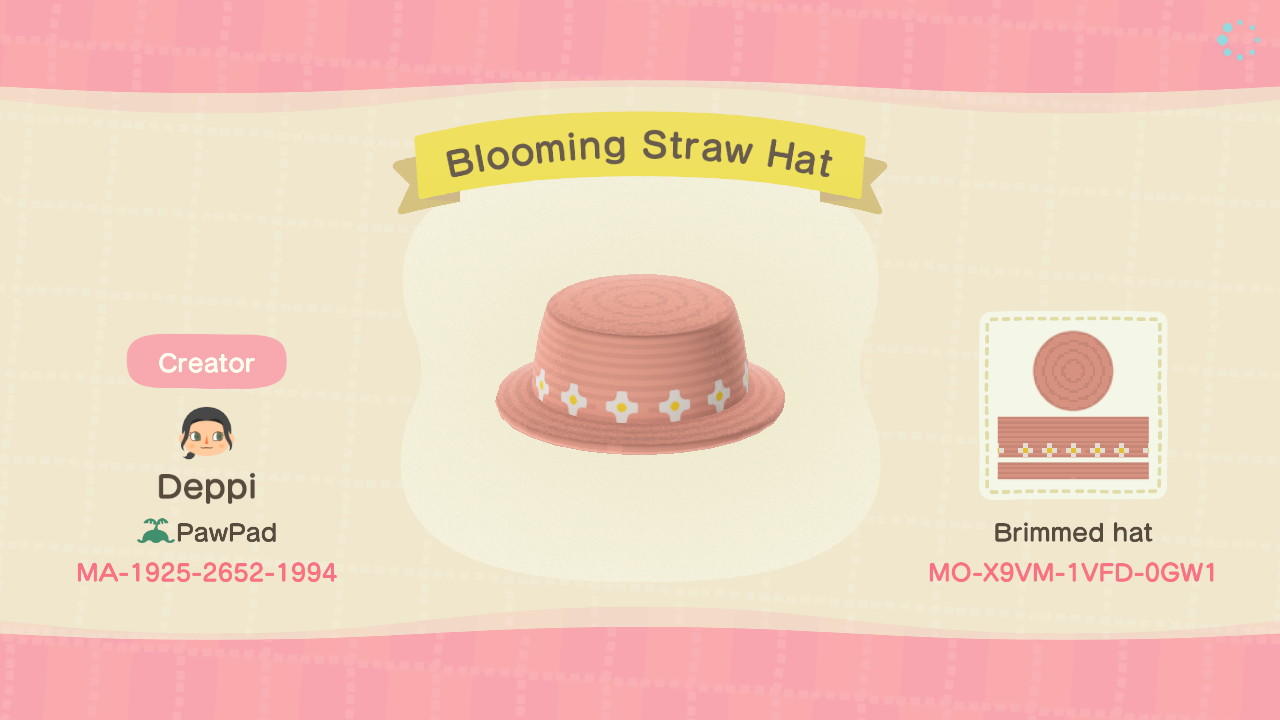 Blooming Straw Hat
Creator
Deppi
PawPad
MA-1925-2652-1994
Brimmed hat
MO-X9VM-1VFD-0GW1